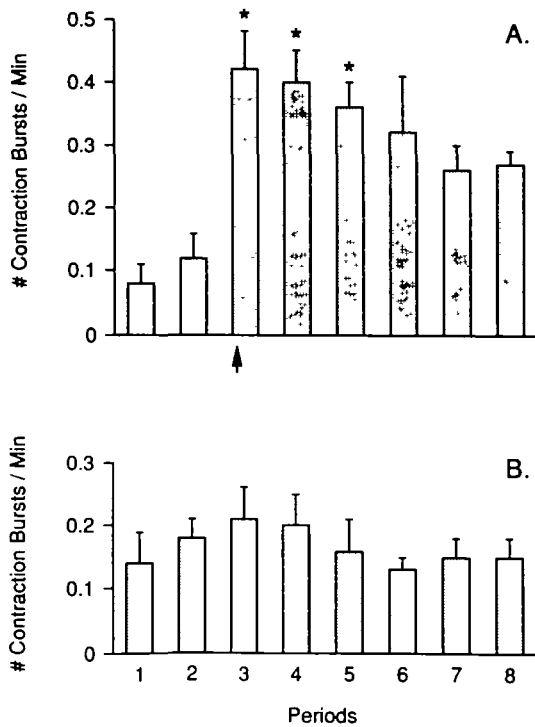 A.
# Contraction Bursts / Min
0.5
0.4
0.3
0.2
0.1
0
* * *
B.
# Contraction Bursts / Min
0.3
0.2
0.1
0
1 2 3 4 5 6 7 8
Periods